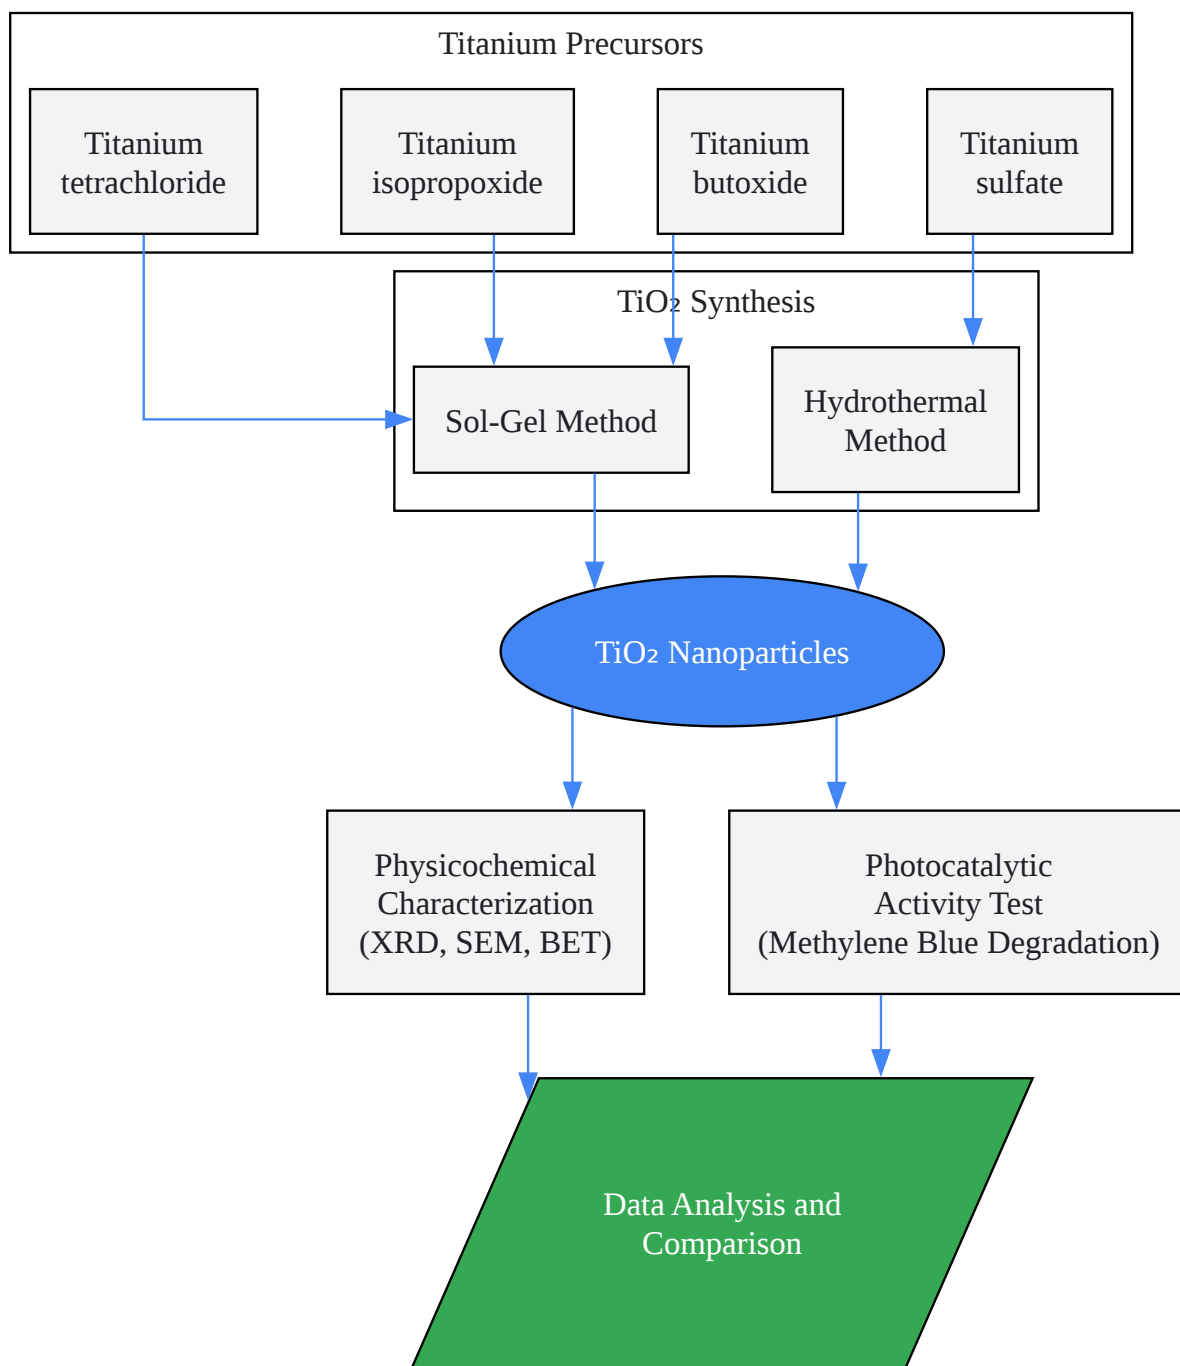 Titanium Precursors
Titanium
tetrachloride
Titanium
isopropoxide
Titanium
butoxide
Titanium
sulfate
TiO₂ Synthesis
Sol-Gel Method
Hydrothermal
Method
TiO₂ Nanoparticles
Physicochemical
Characterization
(XRD, SEM, BET)
Photocatalytic
Activity Test
(Methylene Blue Degradation)
Data Analysis and
Comparison